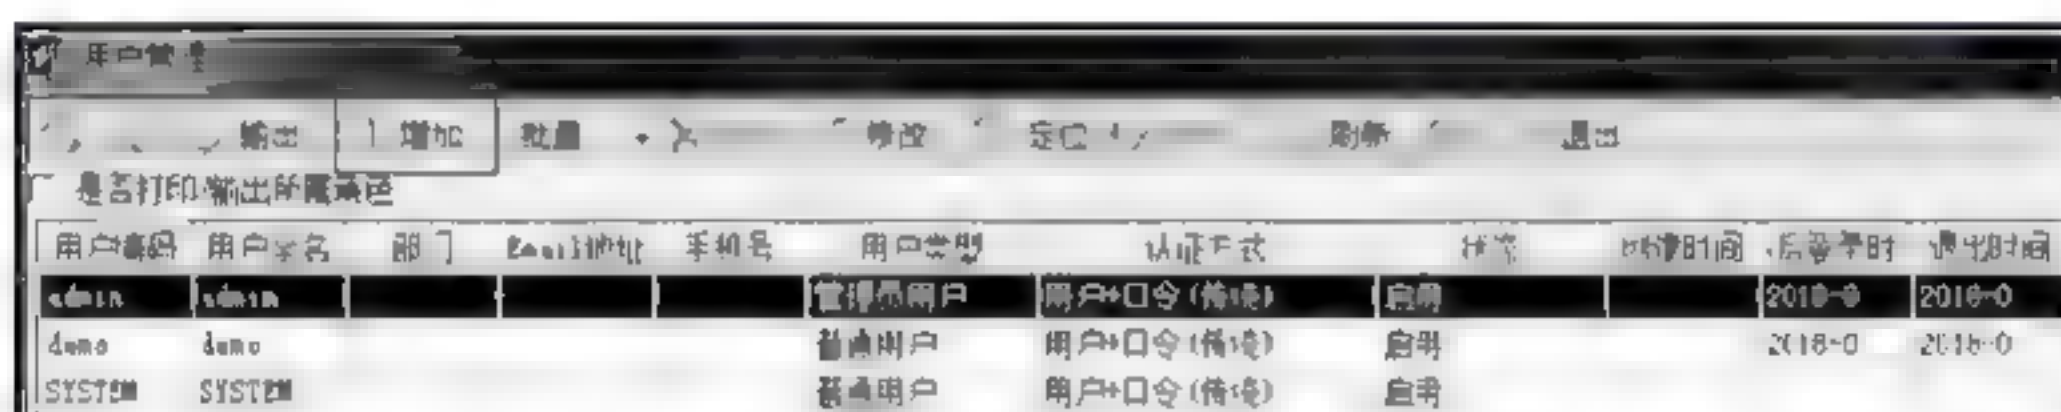 用户管理
输出 增加 批量 修改 定位 刷新 退出
是否打印/输出所属角色
用户编码 用户姓名 部门 Email地址 手机号 用户类型 认证方式 状态
admin admin 管理员用户 用户+口令(传统) 启用 2018-0 2018-0
demo demo 普通用户 用户+口令(传统) 启用 2018-0 2018-0
SYSTEM SYSTEM 普通用户 用户+口令(传统) 启用